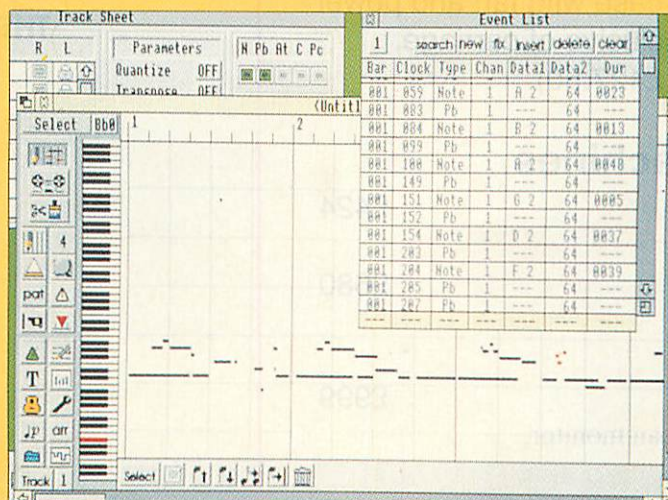 Track Sheet
R L
Parameters
N Pb At C Pc
Quantize OFF
Transpose OFF
Event List
1 search new fix insert delete clear
Bar Clock Type Chan Data1 Data2 Dur
001 059 Note 1 A 2 64 0023
001 083 Pb 1 --- 64 ---
001 084 Note 1 B 2 64 0013
001 099 Pb 1 --- 64 ---
001 100 Note 1 A 2 64 0048
001 149 Pb 1 --- 64 ---
001 151 Note 1 G 2 64 0005
001 152 Pb 1 --- 64 ---
001 154 Note 1 D 2 64 0037
001 203 Pb 1 --- 64 ---
001 204 Note 1 F 2 64 0039
001 205 Pb 1 --- 64 ---
001 207 Pb 1 --- 64 ---
--- --- --- --- --- --- ---
(Untitl
Select Bb0 1 2
4
pat
T
arr
Track 1
Select